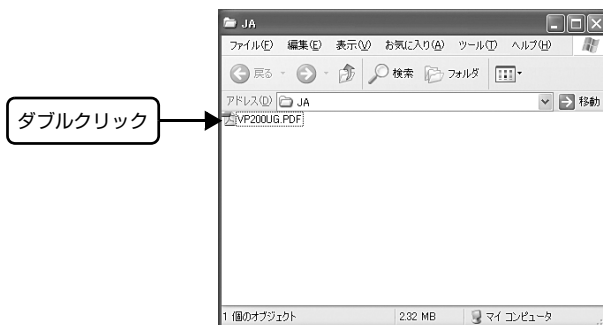 JA
ファイル(F) 編集(E) 表示(V) お気に入り(A) ツール(T) ヘルプ(H)
戻る 検索 フォルダ
アドレス(D) JA 移動
ダブルクリック
VP200UG.PDF
1 個のオブジェクト 2.32 MB マイ コンピュータ